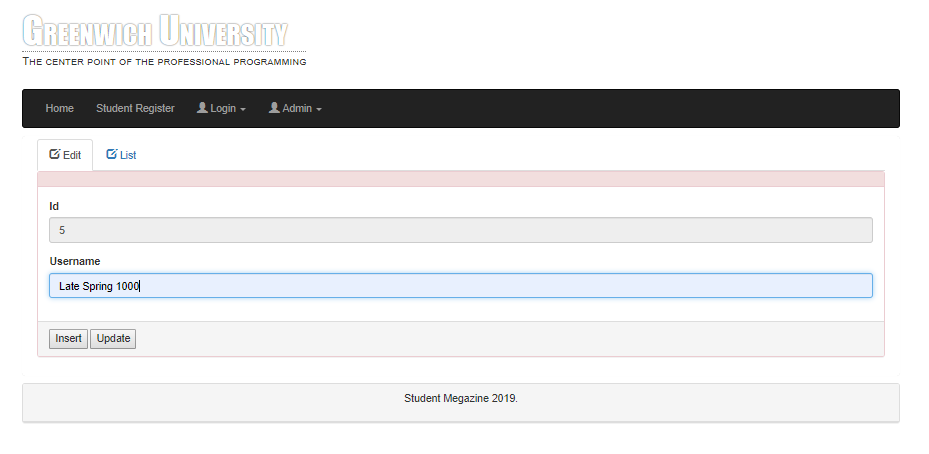 Greenwich University
The center point of the professional programming
Home Student Register Login Admin
Edit List
Id
5
Username
Late Spring 1000
Insert Update
Student Megazine 2019.